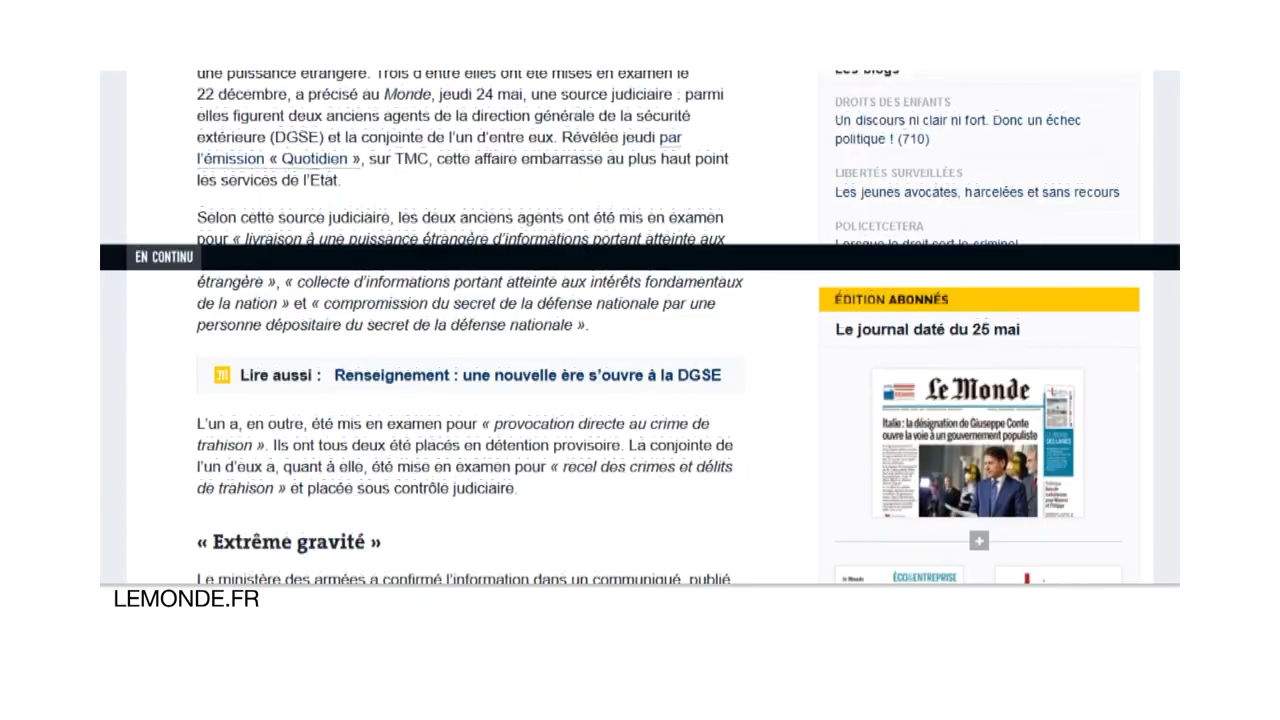 une puissance étrangère. Trois d'entre elles ont été mises en examen le
22 décembre, a précisé au Monde, jeudi 24 mai, une source judiciaire : parmi
elles figurent deux anciens agents de la direction générale de la sécurité
extérieure (DGSE) et la conjointe de l'un d'entre eux. Révélée jeudi par
l'émission « Quotidien », sur TMC, cette affaire embarrasse au plus haut point
les services de l'Etat.
Selon cette source judiciaire, les deux anciens agents ont été mis en examen
pour « livraison à une puissance étrangère d'informations portant atteinte aux
EN CONTINU
étrangère », « collecte d'informations portant atteinte aux intérêts fondamentaux
de la nation » et « compromission du secret de la défense nationale par une
personne dépositaire du secret de la défense nationale ».
Lire aussi : Renseignement : une nouvelle ère s'ouvre à la DGSE
L'un a, en outre, été mis en examen pour « provocation directe au crime de
trahison ». Ils ont tous deux été placés en détention provisoire. La conjointe de
l'un d'eux a, quant à elle, été mise en examen pour « recel des crimes et délits
de trahison » et placée sous contrôle judiciaire.
« Extrême gravité »
Le ministère des armées a confirmé l'information dans un communiqué publié
Les blogs
DROITS DES ENFANTS
Un discours ni clair ni fort. Donc un échec
politique ! (710)
LIBERTÉS SURVEILLÉES
Les jeunes avocates, harcelées et sans recours
POLICETCETERA
Lorsque le droit sert le criminel
ÉDITION ABONNÉS
Le journal daté du 25 mai
Le Monde
Italie : la désignation de Giuseppe Conte
ouvre la voie à un gouvernement populiste
Le Monde
ÉCO&ENTREPRISE
LEMONDE.FR